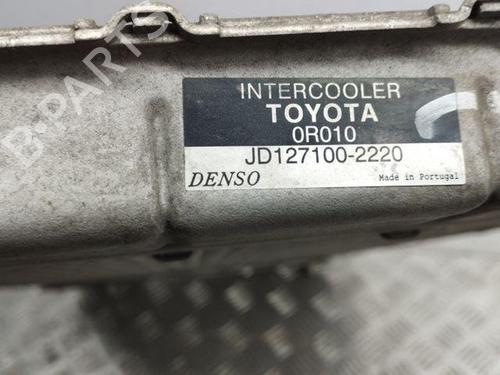 B-PARTS
INTERCOOLER
TOYOTA
0R010
JD127100-2220
DENSO Made in Portugal